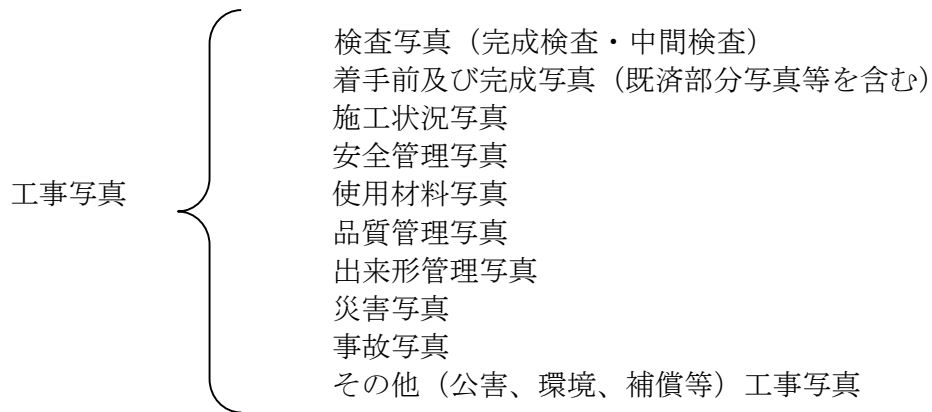 検査写真（完成検査・中間検査）
着手前及び完成写真（既済部分写真等を含む）
施工状況写真
安全管理写真
工事写真
使用材料写真
品質管理写真
出来形管理写真
災害写真
事故写真
その他（公害、環境、補償等）工事写真